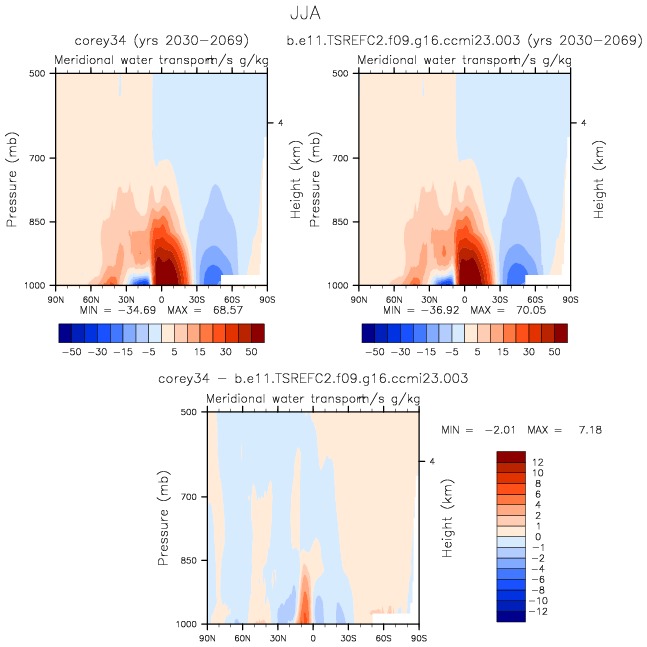 JJA
corey34 (yrs 2030-2069)
b.e11.TSREFC2.f09.g16.ccmi23.003 (yrs 2030-2069)
Meridional water transport m/s g/kg
Meridional water transport m/s g/kg
500
700
850
1000
Pressure (mb)
4
Height (km)
90N 60N 30N 0 30S 60S 90S
MIN = -34.69 MAX = 68.57
-50 -30 -15 -5 5 15 30 50
500
700
850
1000
Pressure (mb)
4
Height (km)
90N 60N 30N 0 30S 60S 90S
MIN = -36.92 MAX = 70.05
-50 -30 -15 -5 5 15 30 50
corey34 - b.e11.TSREFC2.f09.g16.ccmi23.003
Meridional water transport m/s g/kg
500
700
850
1000
Pressure (mb)
4
Height (km)
90N 60N 30N 0 30S 60S 90S
MIN = -2.01 MAX = 7.18
12
10
8
6
4
2
1
0
-1
-2
-4
-6
-8
-10
-12